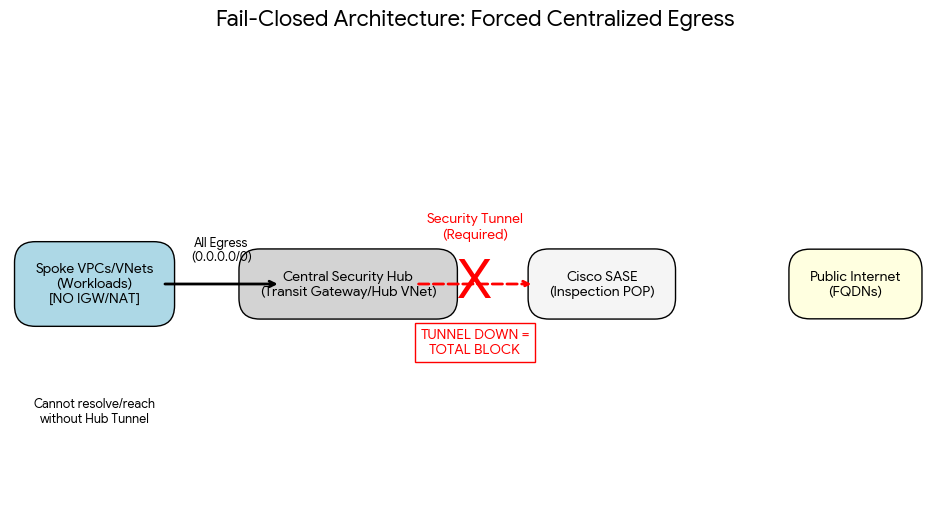 Fail-Closed Architecture: Forced Centralized Egress
Security Tunnel
(Required)
All Egress
(0.0.0.0/0)
Spoke VPCs/VNets
(Workloads)
[NO IGW/NAT]
Central Security Hub
(Transit Gateway/Hub VNet)
X
Cisco SASE
(Inspection POP)
Public Internet
(FQDNs)
TUNNEL DOWN =
TOTAL BLOCK
Cannot resolve/reach
without Hub Tunnel